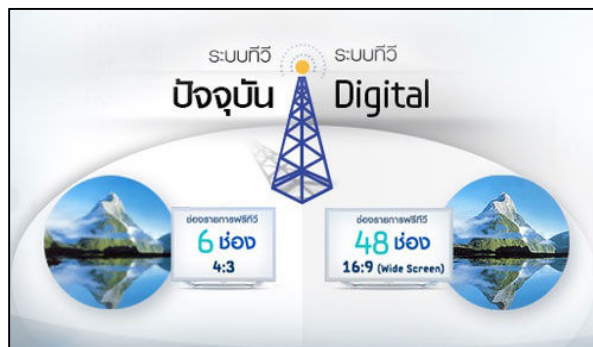 ระบบทีวี
ปัจจุบัน
ระบบทีวี
Digital
ช่องรายการฟรีทีวี
6 ช่อง
4:3
ช่องรายการฟรีทีวี
48 ช่อง
16:9 (Wide Screen)